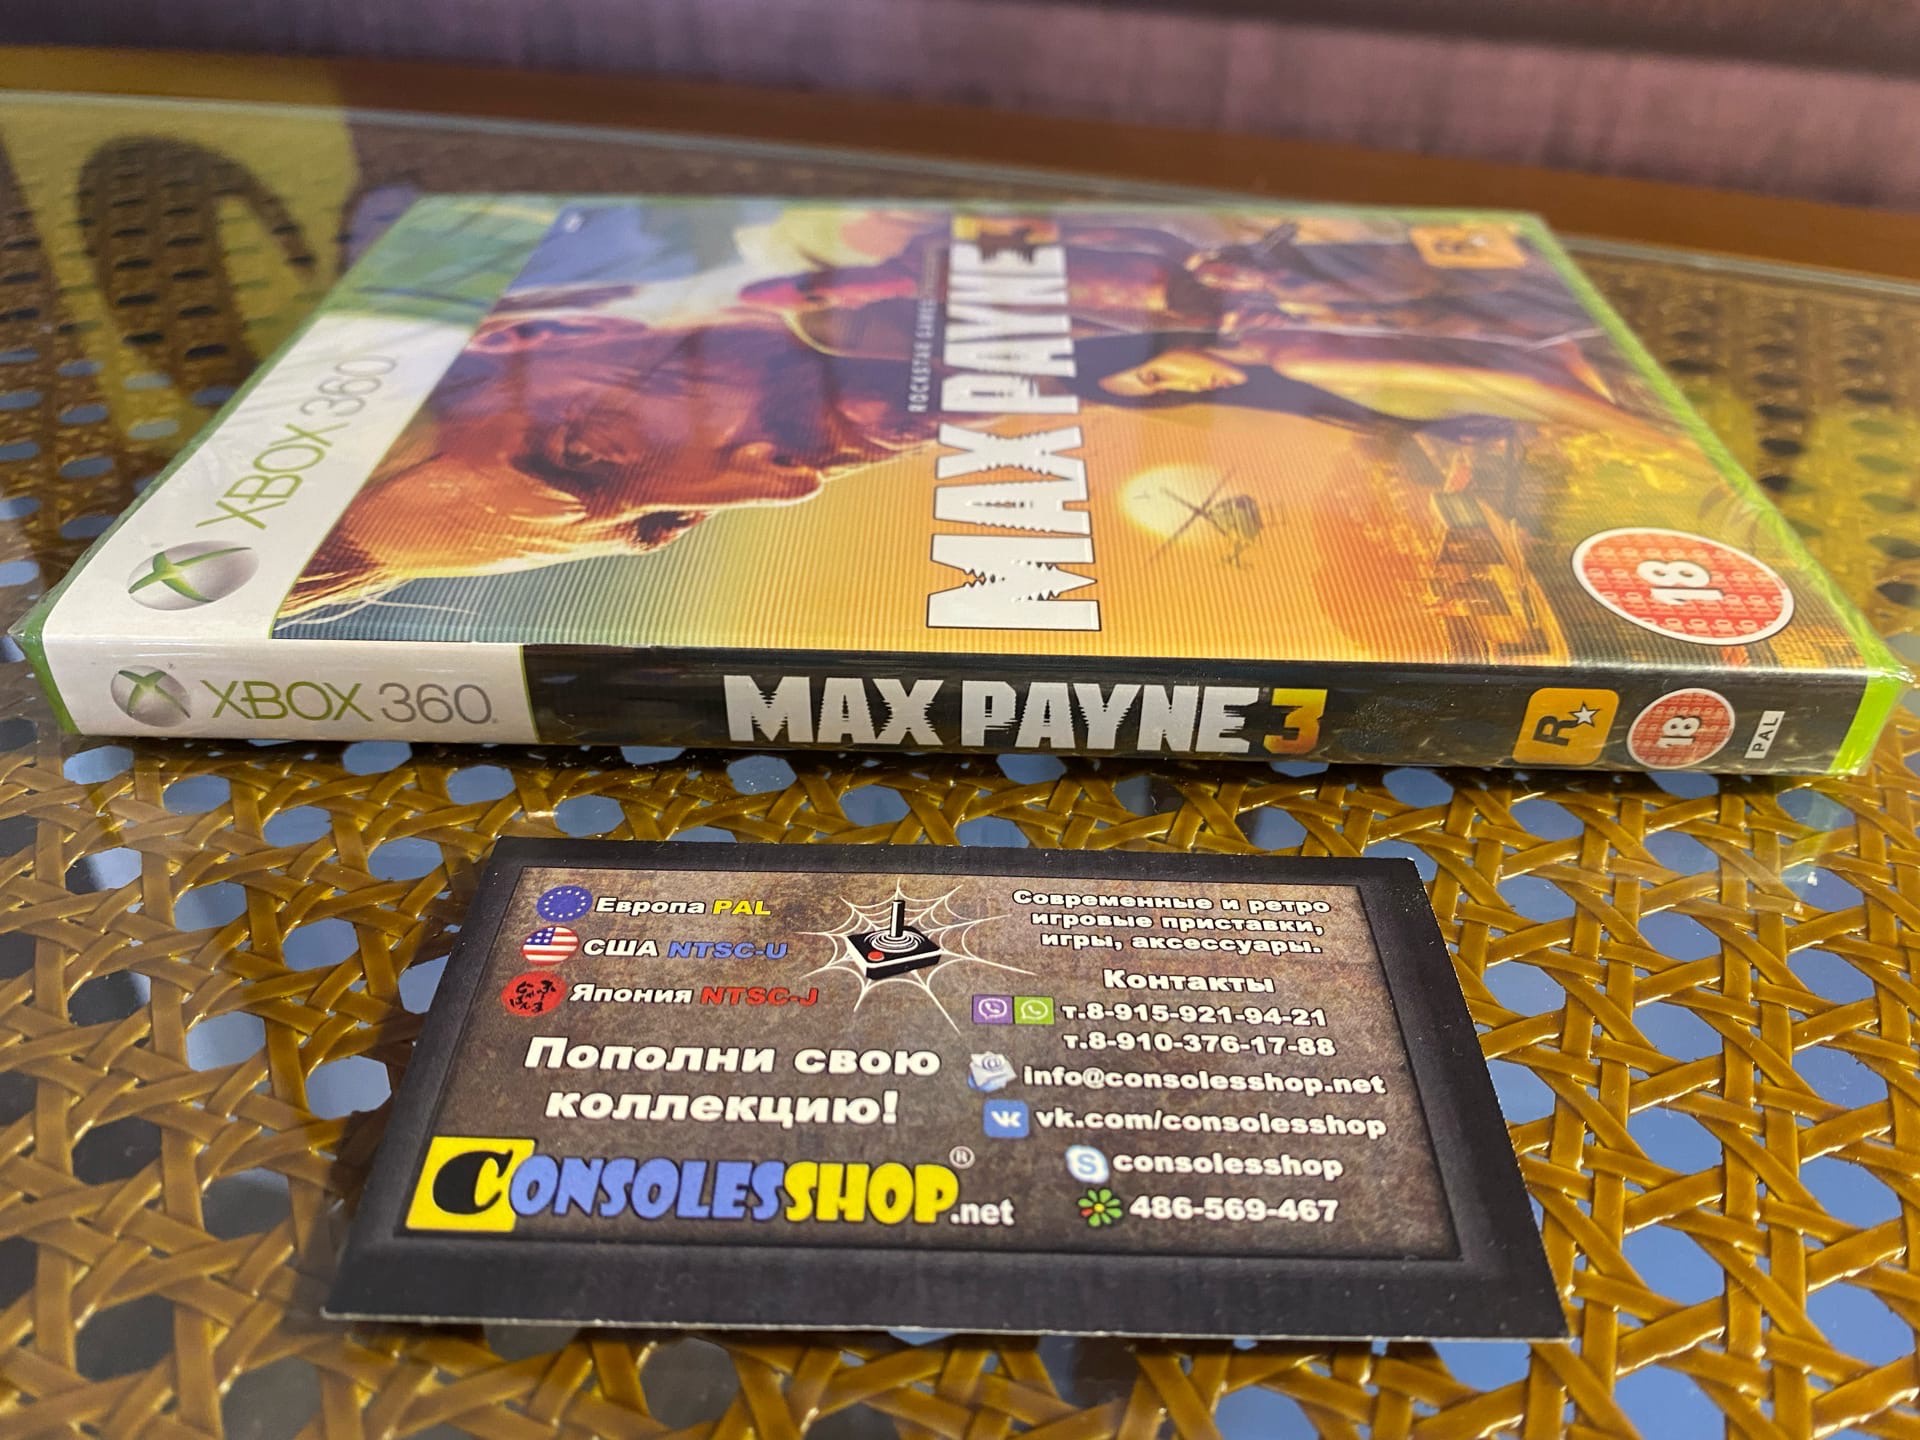 XBOX 360
ROCKSTAR GAMES
MAX PAYNE 3
18
XBOX 360
MAX PAYNE 3
R
18
PAL
Европа PAL
США NTSC-U
Япония NTSC-J
Пополни свою
коллекцию!
CONSOLESSHOP®.net
Современные и ретро
игровые приставки,
игры, аксессуары.
Контакты
т.8-915-921-94-21
т.8-910-376-17-88
info@consolesshop.net
vk.com/consolesshop
consolesshop
486-569-467